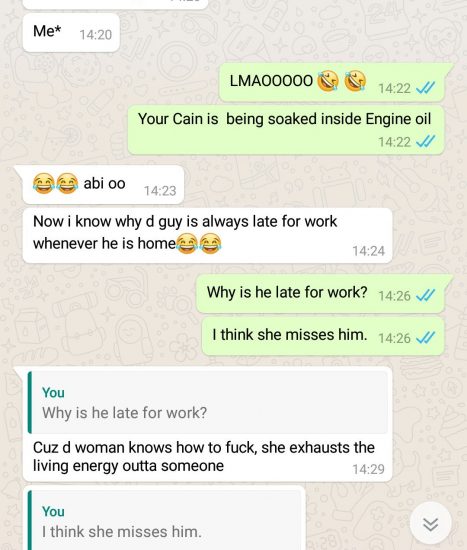 Me* 14:20
LMAOOOOO 🤣 🤣 14:22
Your Cain is being soaked inside Engine oil
14:22
😂😂 abi oo 14:23
Now i know why d guy is always late for work
whenever he is home😂😂
14:24
Why is he late for work? 14:26
I think she misses him. 14:26
You
Why is he late for work?
Cuz d woman knows how to fuck, she exhausts the
living energy outta someone 14:29
You
I think she misses him.